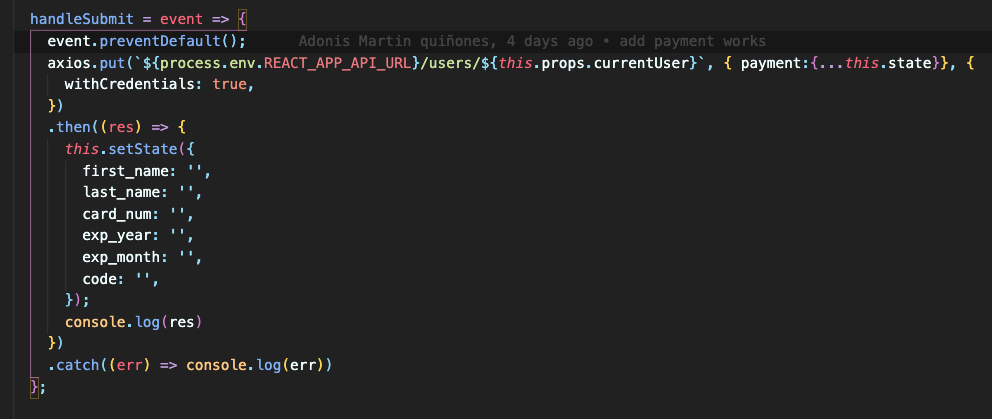 handleSubmit = event => {
event.preventDefault();     Adonis Martin quiñones, 4 days ago • add payment works
axios.put(`${process.env.REACT_APP_API_URL}/users/${this.props.currentUser}`, { payment:{...this.state}}, {
withCredentials: true,
})
.then((res) => {
this.setState({
first_name: '',
last_name: '',
card_num: '',
exp_year: '',
exp_month: '',
code: '',
});
console.log(res)
})
.catch((err) => console.log(err))
};